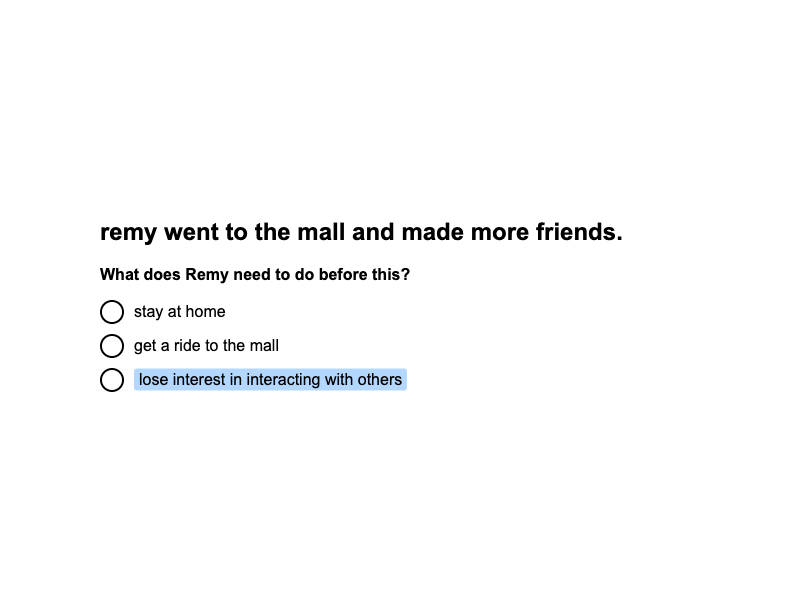 remy went to the mall and made more friends.
What does Remy need to do before this?
stay at home
get a ride to the mall
lose interest in interacting with others